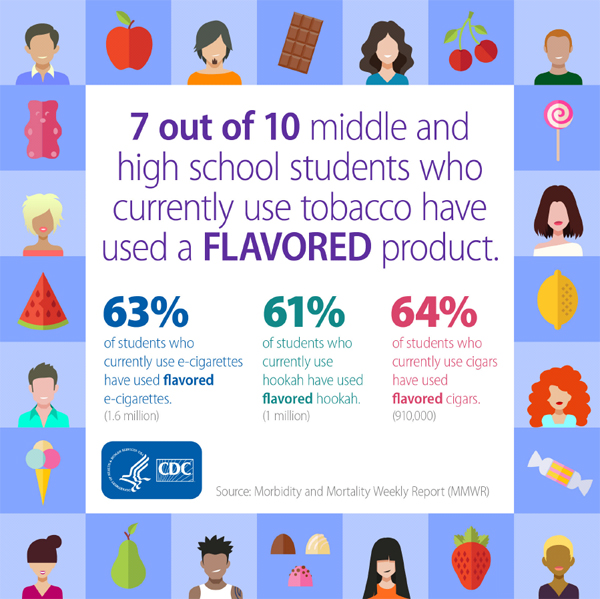 7 out of 10 middle and
high school students who
currently use tobacco have
used a FLAVORED product.
63%
of students who
currently use e-cigarettes
have used flavored
e-cigarettes.
(1.6 million)
61%
of students who
currently use
hookah have used
flavored hookah.
(1 million)
64%
of students who
currently use cigars
have used
flavored cigars.
(910,000)
CDC
Source: Morbidity and Mortality Weekly Report (MMWR)